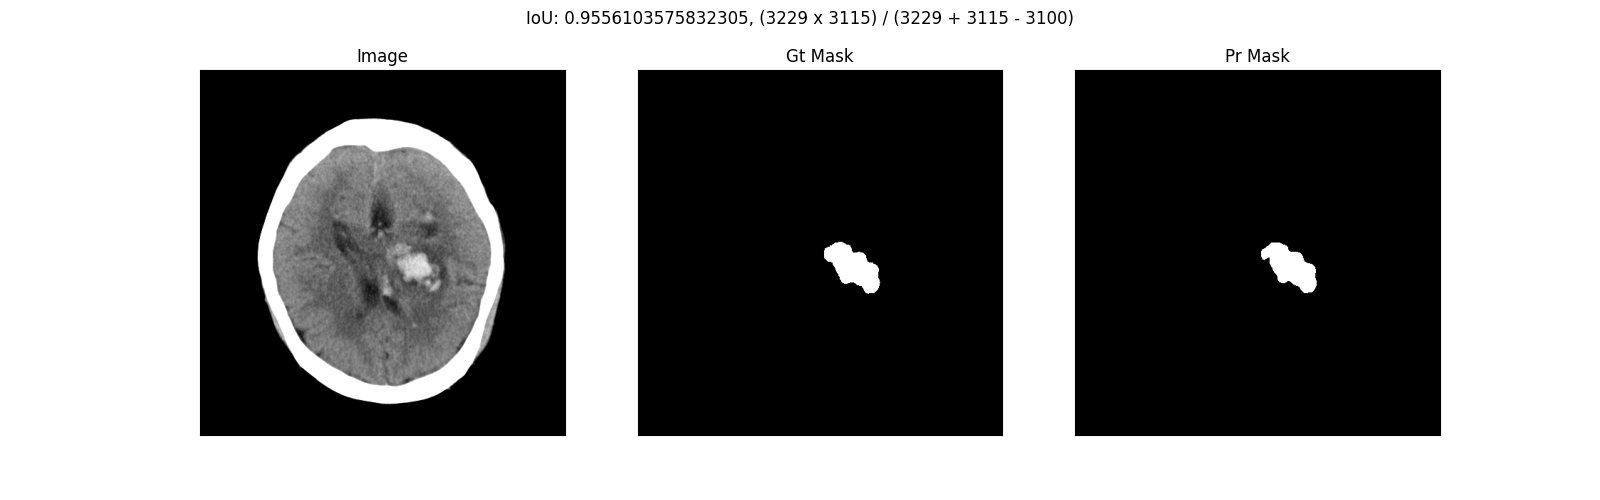 IoU: 0.9556103575832305, (3229 x 3115) / (3229 + 3115 - 3100)
Image
Gt Mask
Pr Mask